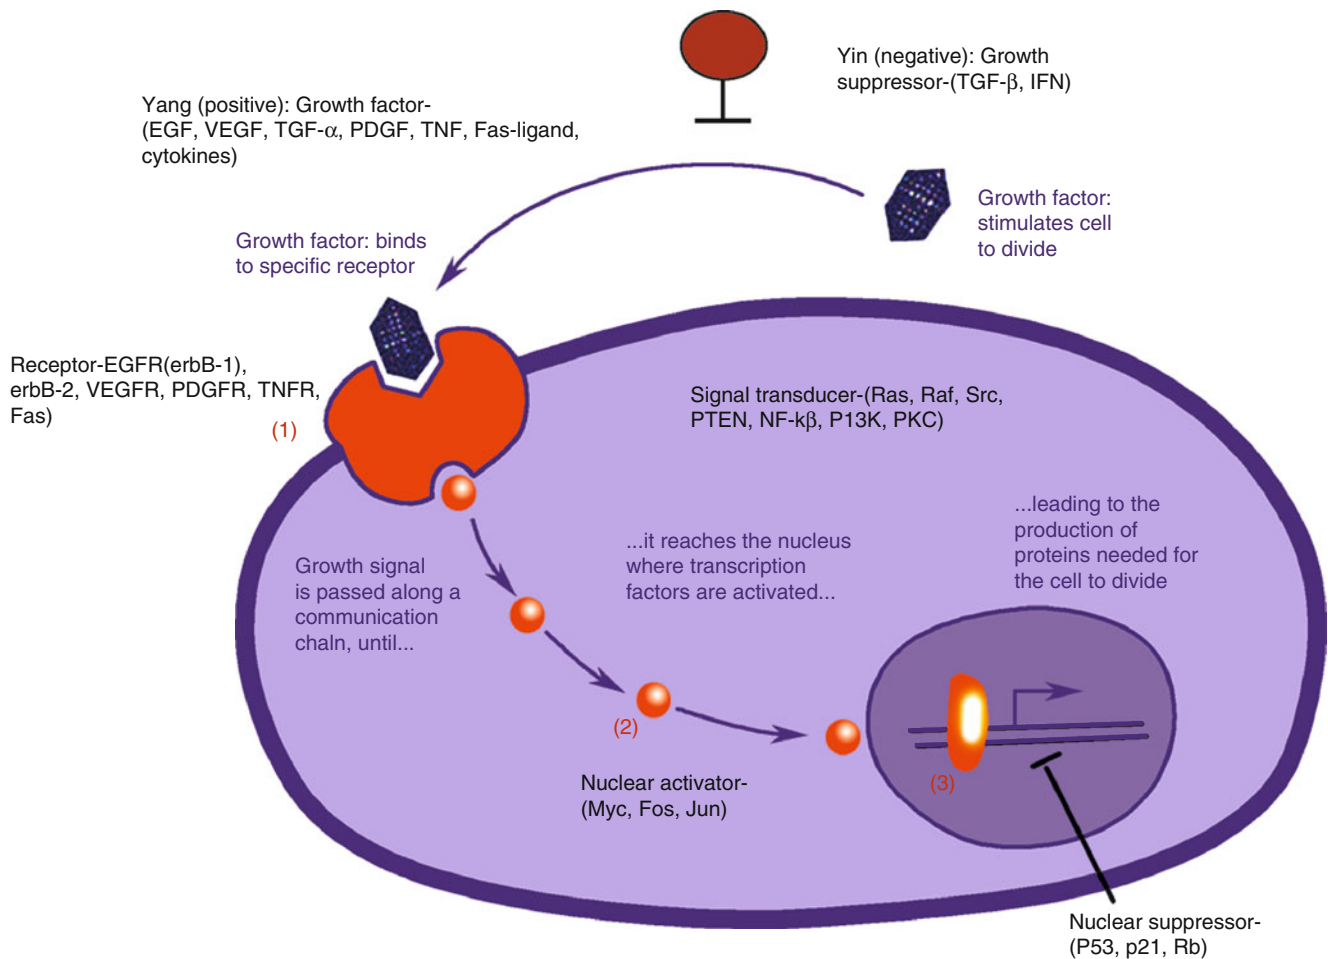 Yin (negative): Growth
suppressor-(TGF-β, IFN)
Yang (positive): Growth factor-
(EGF, VEGF, TGF-α, PDGF, TNF, Fas-ligand,
cytokines)
Growth factor:
stimulates cell
to divide
Growth factor: binds
to specific receptor
Receptor-EGFR(erbB-1),
erbB-2, VEGFR, PDGFR, TNFR,
Fas)
(1)
Signal transducer-(Ras, Raf, Src,
PTEN, NF-kβ, P13K, PKC)
Growth signal
is passed along a
communication
chaln, until...
...it reaches the nucleus
where transcription
factors are activated...
...leading to the
production of
proteins needed for
the cell to divide
(2)
Nuclear activator-
(Myc, Fos, Jun)
(3)
Nuclear suppressor-
(P53, p21, Rb)